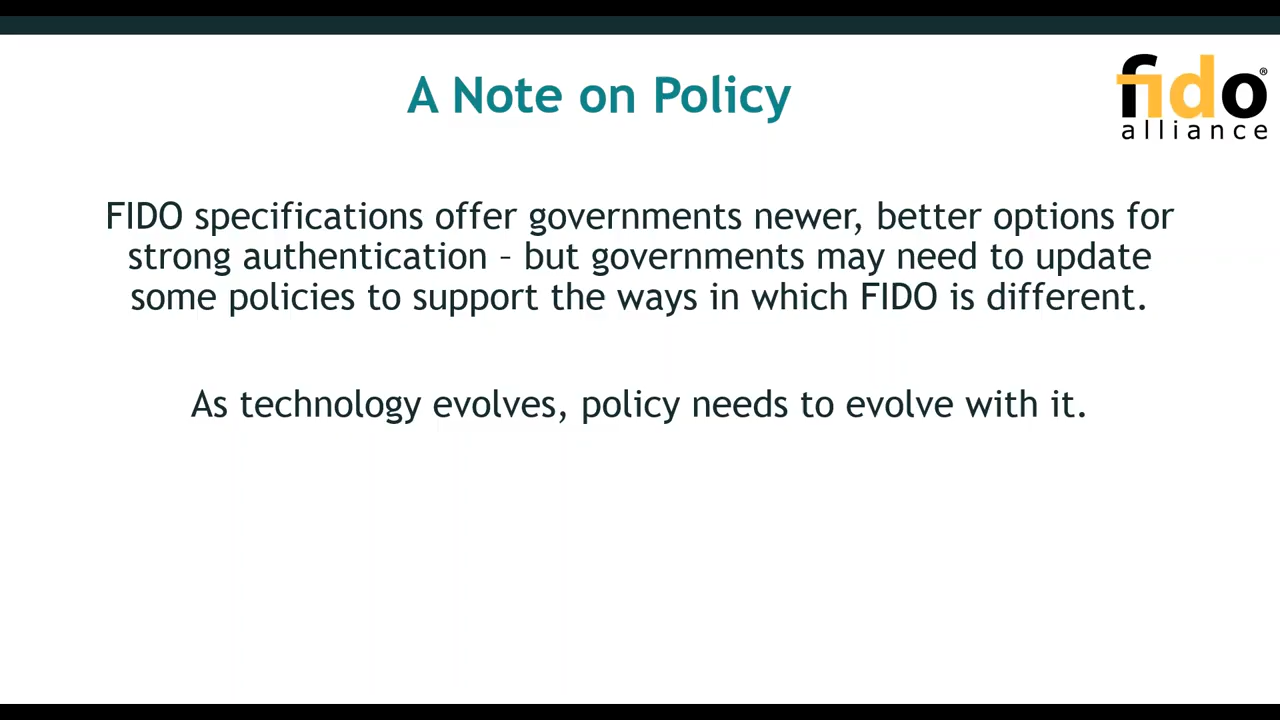 A Note on Policy
fido®
alliance
FIDO specifications offer governments newer, better options for
strong authentication – but governments may need to update
some policies to support the ways in which FIDO is different.
As technology evolves, policy needs to evolve with it.